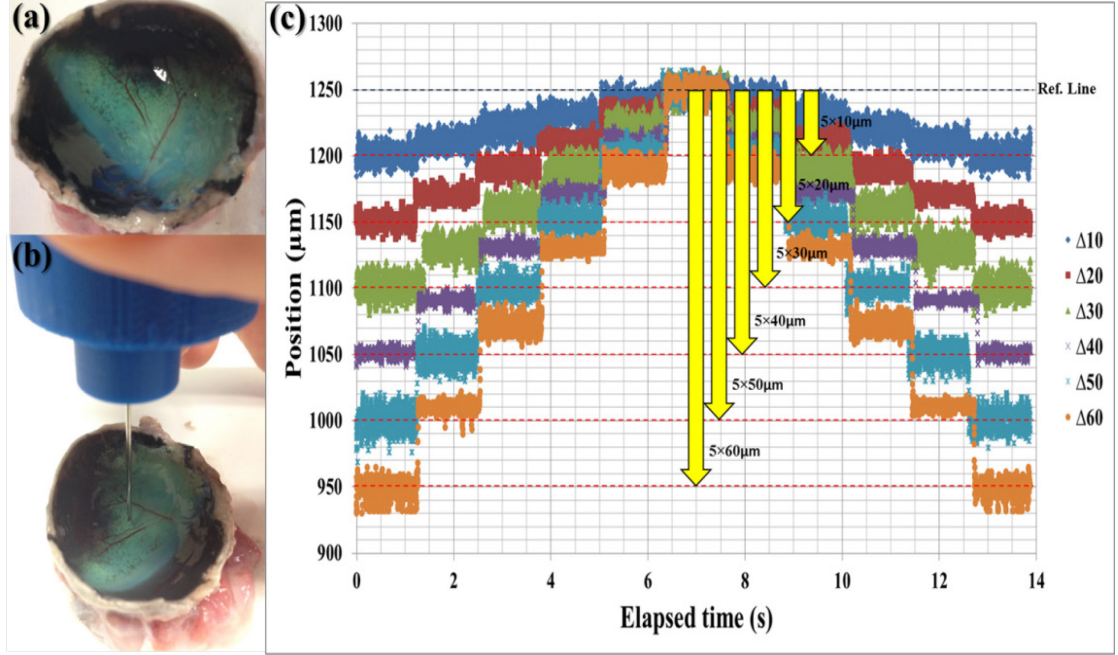 (a)
(b)
(c)
Position (µm)
1300
1250
1200
1150
1100
1050
1000
950
900
0 2 4 6 8 10 12 14
Elapsed time (s)
Ref. Line
5×10µm
5×20µm
5×30µm
5×40µm
5×50µm
5×60µm
Δ10
Δ20
Δ30
Δ40
Δ50
Δ60